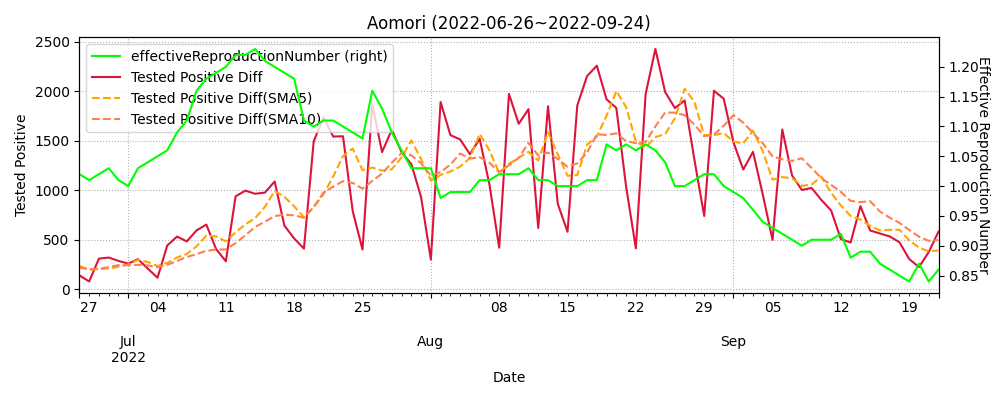 Aomori (2022-06-26~2022-09-24)
effectiveReproductionNumber (right)
Tested Positive Diff
Tested Positive Diff(SMA5)
Tested Positive Diff(SMA10)
Tested Positive
2500
2000
1500
1000
500
0
1.20
1.15
1.10
1.05
1.00
0.95
0.90
0.85
Effective Reproduction Number
27 04 11 18 25 08 15 22 29 05 12 19
Jul Aug Sep
2022
Date